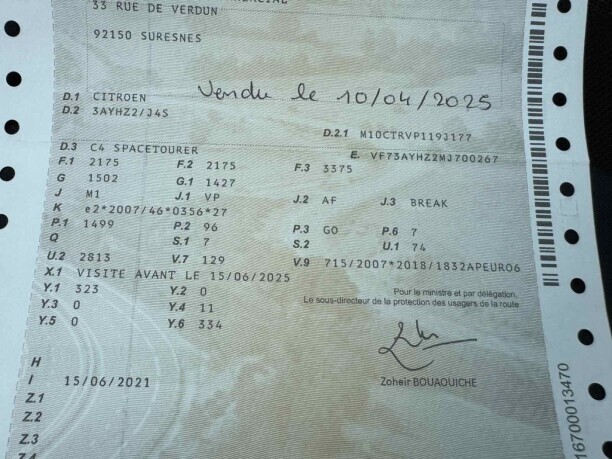 33 RUE DE VERDUN
92150 SURESNES
Vendu le 10/04/2025
D.1 CITROEN
D.2 3AYHZ2/J4S
D.2.1 M10CTRVP119J177
D.3 C4 SPACETOURER
E. VF73AYHZ2MJ700267
F.1 2175 F.2 2175 F.3 3375
G 1502 G.1 1427
J M1 J.1 VP J.2 AF J.3 BREAK
K e2*2007/46*0356*27
P.1 1499 P.2 96 P.3 GO P.6 7
Q S.1 7 S.2 U.1 74
U.2 2813 V.7 129 V.9 715/2007*2018/1832APEURO6
X.1 VISITE AVANT LE 15/06/2025
Y.1 323 Y.2 0
Y.3 0 Y.4 11
Y.5 0 Y.6 334
Pour le ministre et par délégation,
Le sous-directeur de la protection des usagers de la route
Zoheir BOUAOUICHE
H
I 15/06/2021
Z.1
Z.2
Z.3
Z.4
16700013470